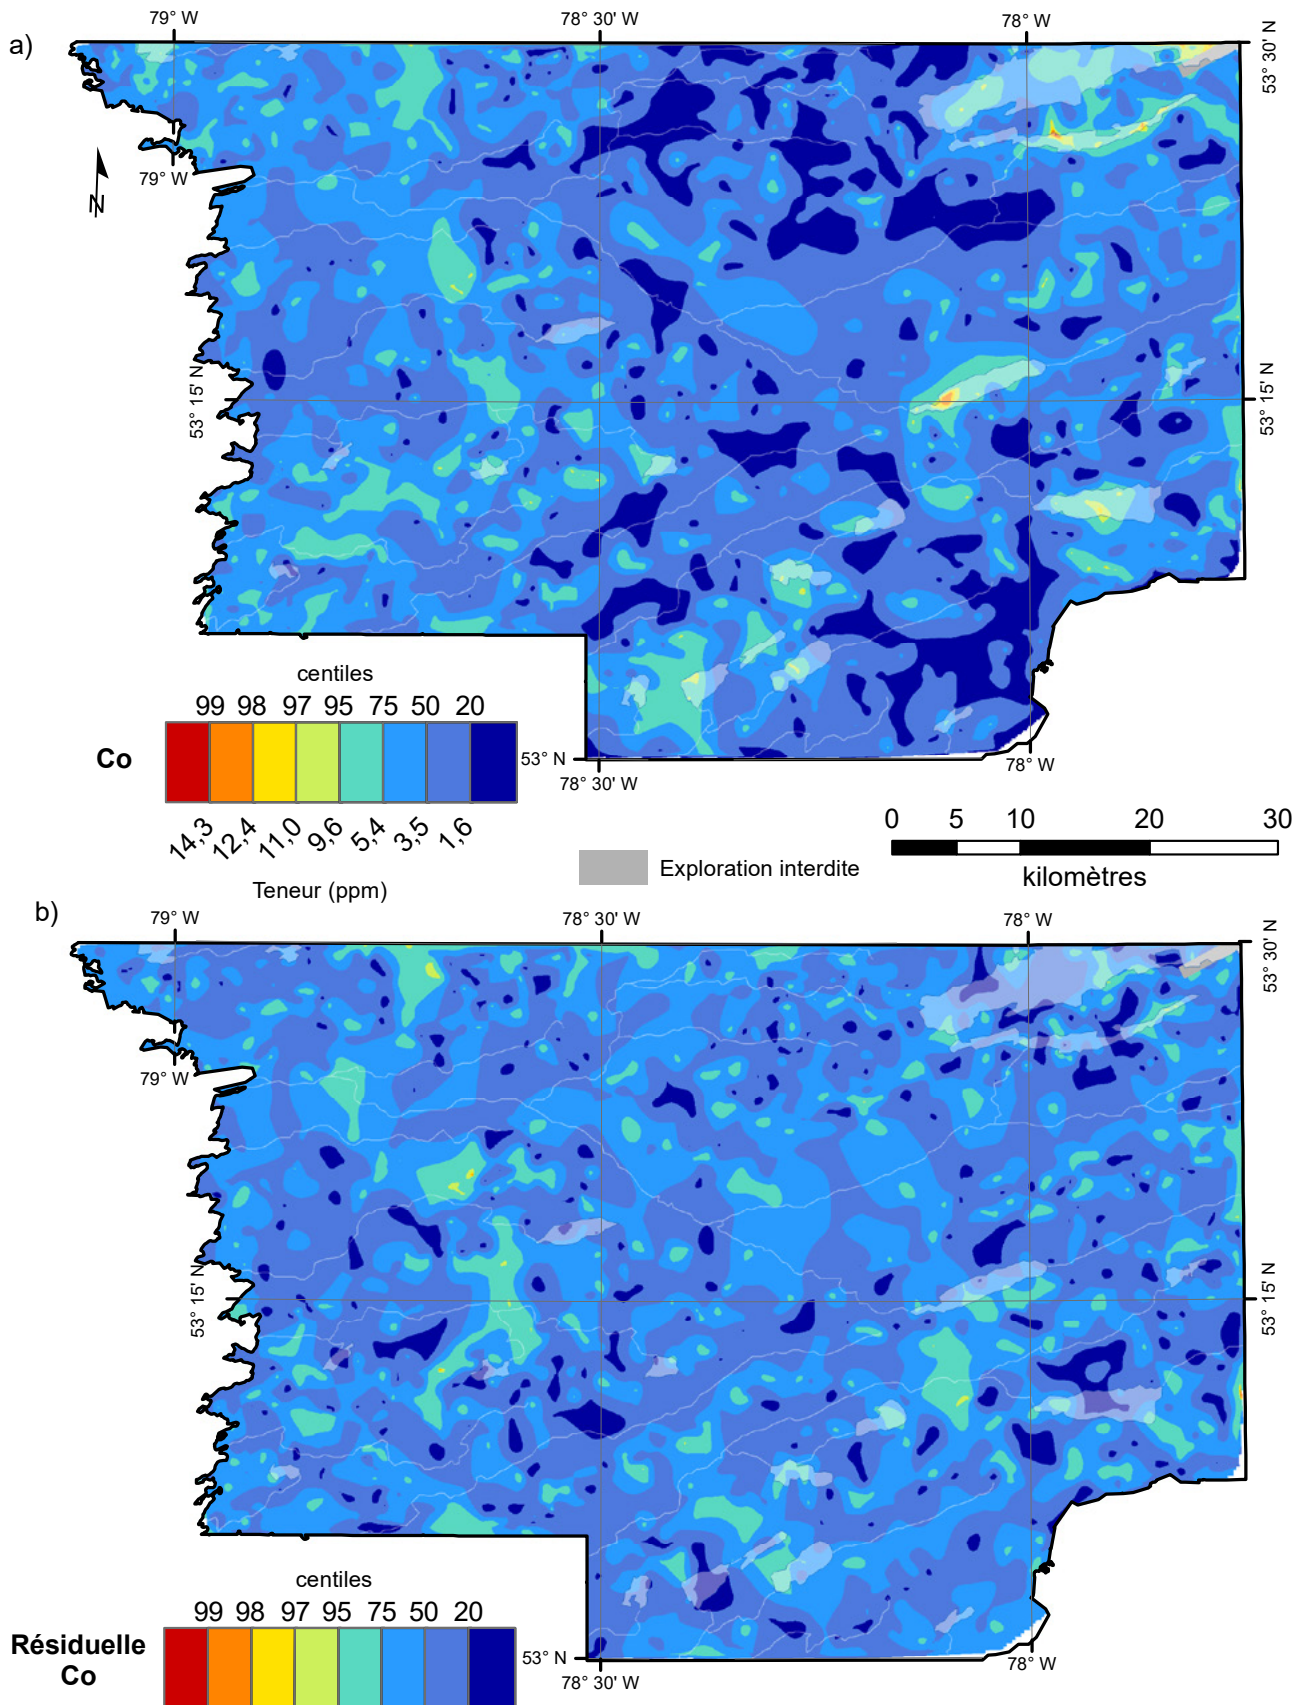 a)
79° W
78° 30' W
78° W
53° 30' N
79° W
N
53° 15' N
53° 15' N
centiles
99 98 97 95 75 50 20
Co
14,3 12,4 11,0 9,6 5,4 3,5 1,6
Teneur (ppm)
53° N
78° 30' W
78° W
Exploration interdite
0 5 10 20 30
kilomètres
b)
79° W
78° 30' W
78° W
53° 30' N
79° W
53° 15' N
53° 15' N
centiles
99 98 97 95 75 50 20
Résiduelle
Co
53° N
78° 30' W
78° W